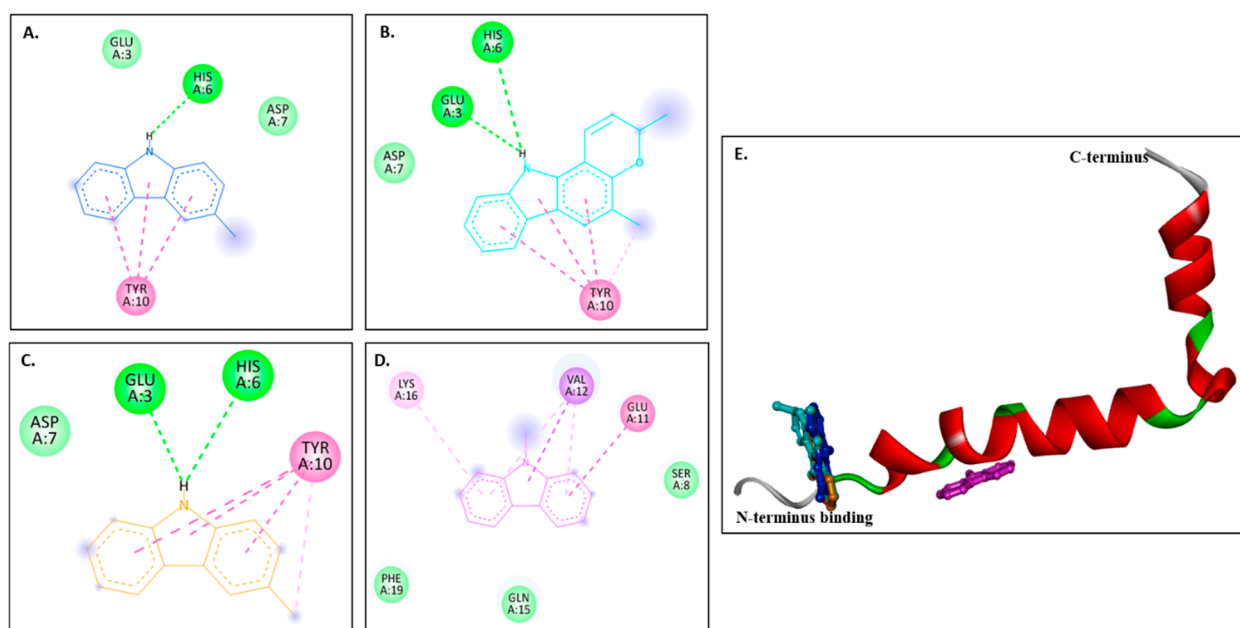 A.
GLU
A:3
HIS
A:6
ASP
A:7
H
N
TYR
A:10
B.
HIS
A:6
GLU
A:3
ASP
A:7
H
N
O
TYR
A:10
C.
GLU
A:3
HIS
A:6
ASP
A:7
TYR
A:10
H
N
D.
LYS
A:16
VAL
A:12
GLU
A:11
N
SER
A:8
PHE
A:19
GLN
A:15
E.
C-terminus
N-terminus binding